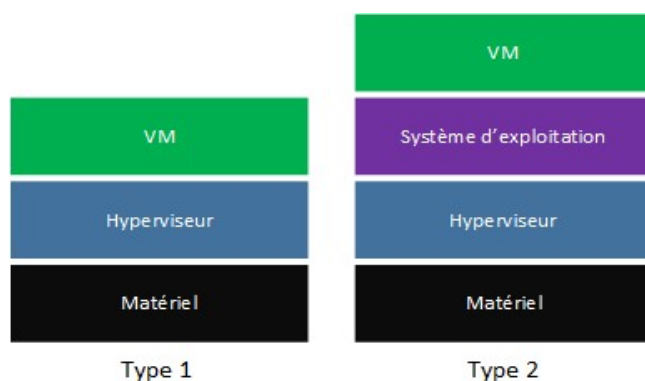 VM
VM
Système d'exploitation
Hyperviseur
Hyperviseur
Matériel
Matériel
Type 1
Type 2